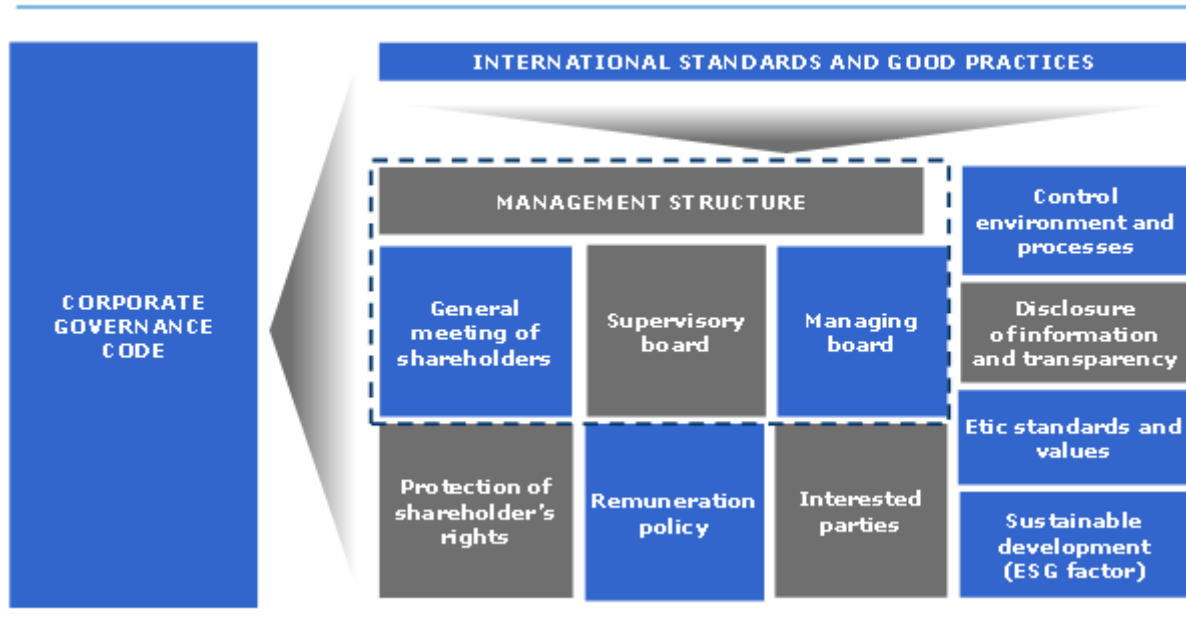 INTERNATIONAL STANDARDS AND GOOD PRACTICES
CORPORATE
GOVERNANCE
CODE
MANAGEMENT STRUCTURE
General
meeting of
shareholders
Supervisory
board
Managing
board
Protection of
shareholder's
rights
Remuneration
policy
Interested
parties
Control
environment and
processes
Disclosure
of information
and transparency
Etic standards and
values
Sustainable
development
(ESG factor)